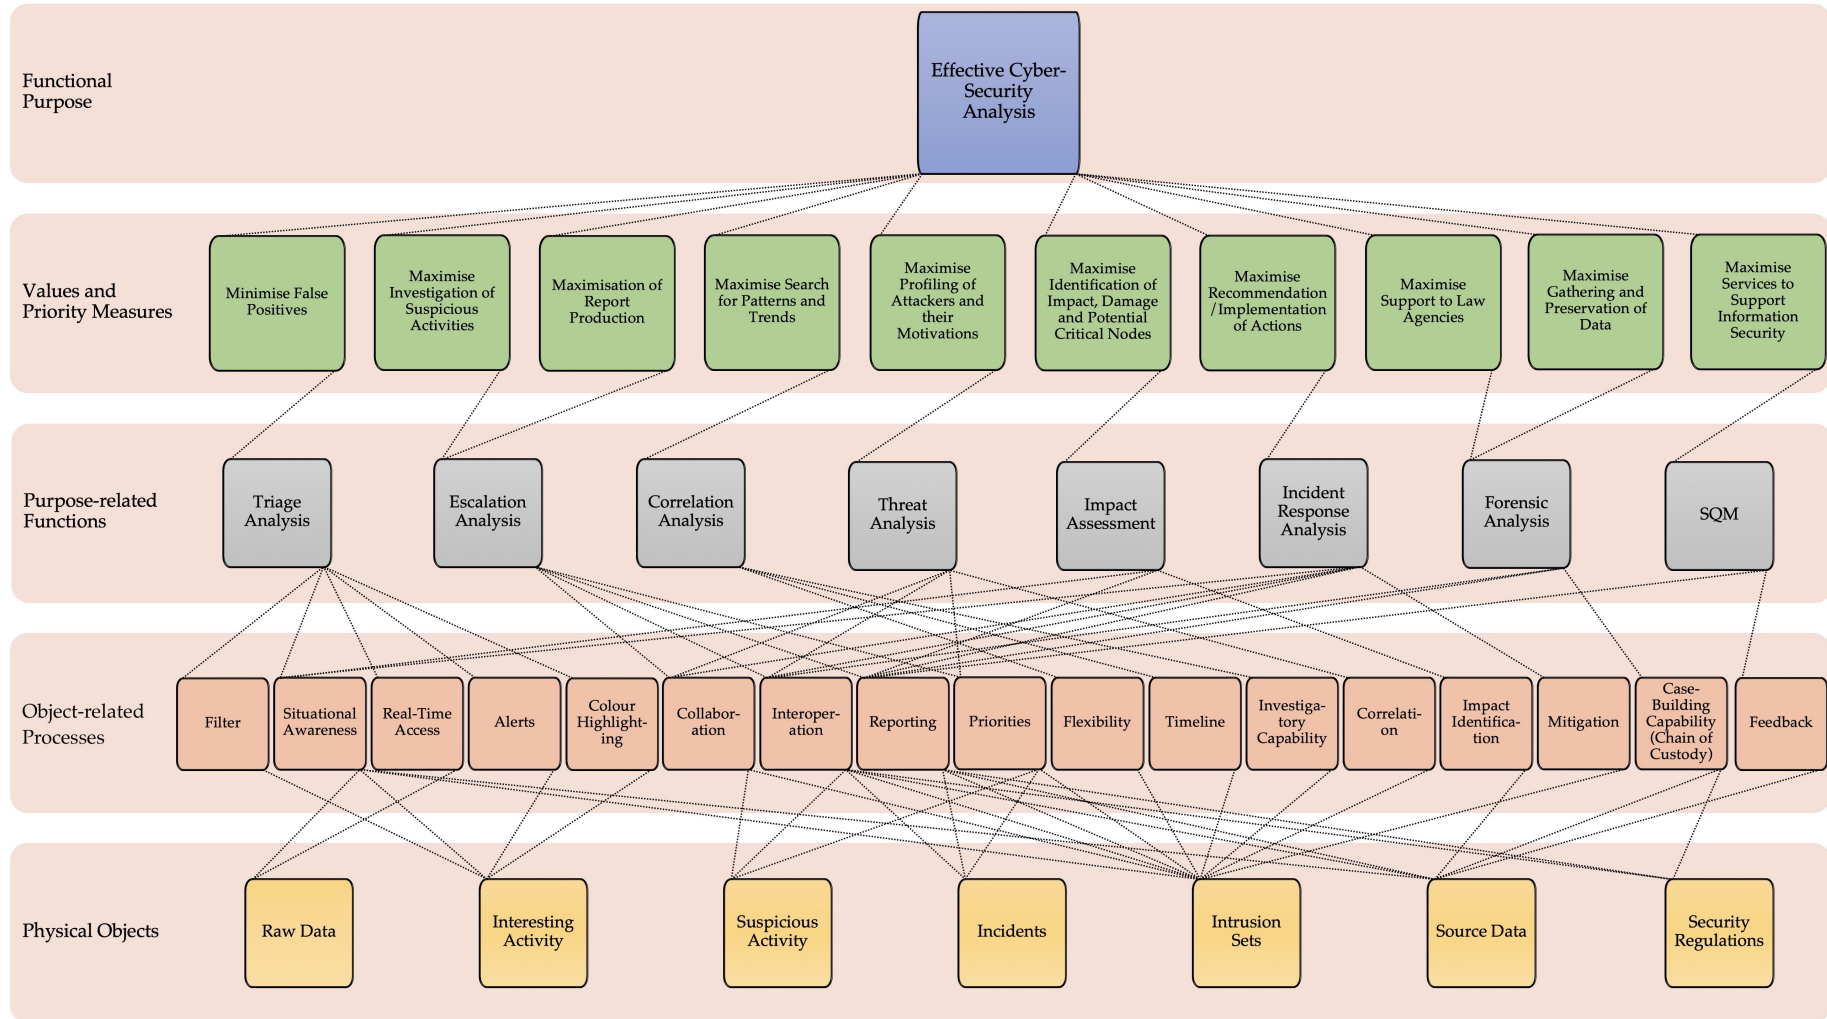 Functional
Purpose
Effective Cyber-
Security
Analysis
Values and
Priority Measures
Minimise False
Positives
Maximise
Investigation of
Suspicious
Activities
Maximisation of
Report
Production
Maximise Search
for Patterns and
Trends
Maximise
Profiling of
Attackers and
their
Motivations
Maximise
Identification of
Impact, Damage
and Potential
Critical Nodes
Maximise
Recommendation
/Implementation
of Actions
Maximise
Support to Law
Agencies
Maximise
Gathering and
Preservation of
Data
Maximise
Services to
Support
Information
Security
Purpose-related
Functions
Triage
Analysis
Escalation
Analysis
Correlation
Analysis
Threat
Analysis
Impact
Assessment
Incident
Response
Analysis
Forensic
Analysis
SQM
Object-related
Processes
Filter
Situational
Awareness
Real-Time
Access
Alerts
Colour
Highlight-
ing
Collabor-
ation
Interoper-
ation
Reporting
Priorities
Flexibility
Timeline
Investiga-
tory
Capability
Correlati-
on
Impact
Identifica-
tion
Mitigation
Case-
Building
Capability
(Chain of
Custody)
Feedback
Physical Objects
Raw Data
Interesting
Activity
Suspicious
Activity
Incidents
Intrusion
Sets
Source Data
Security
Regulations